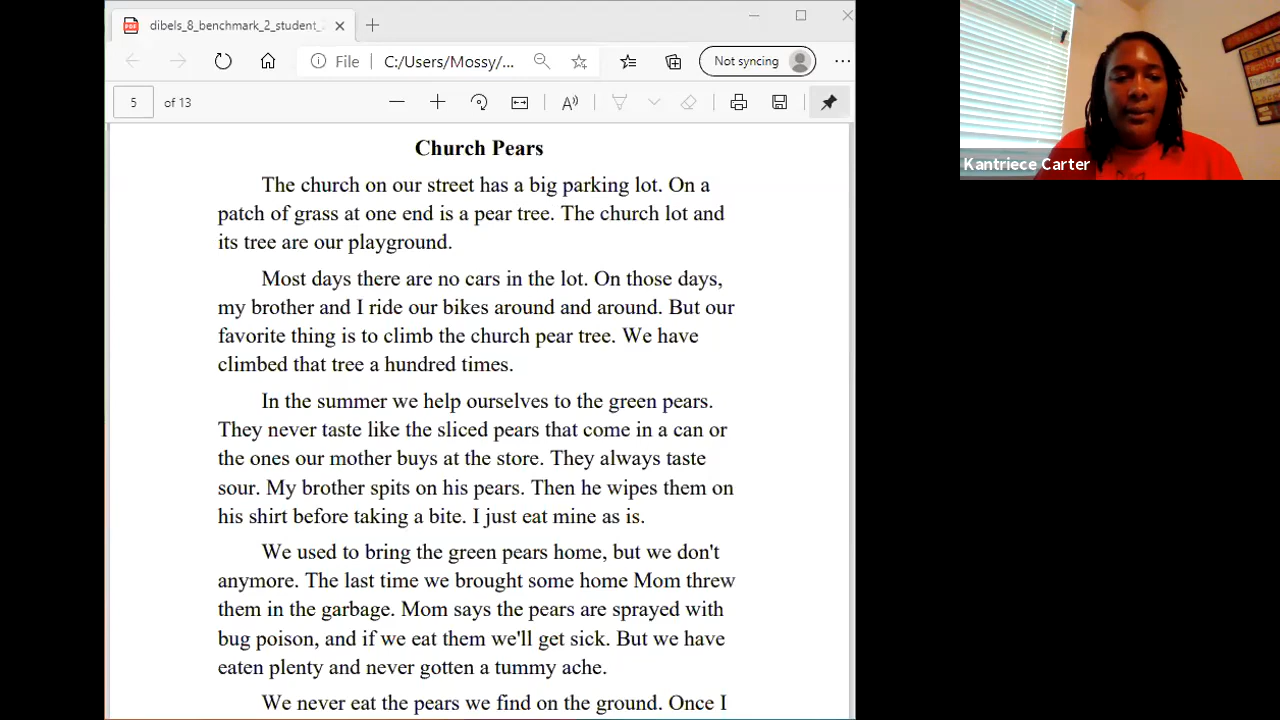 dibels_8_benchmark_2_student_
File
C:/Users/Mossy/...
Not syncing
5
of 13
Kantriece Carter
Church Pears
The church on our street has a big parking lot. On a
patch of grass at one end is a pear tree. The church lot and
its tree are our playground.
Most days there are no cars in the lot. On those days,
my brother and I ride our bikes around and around. But our
favorite thing is to climb the church pear tree. We have
climbed that tree a hundred times.
In the summer we help ourselves to the green pears.
They never taste like the sliced pears that come in a can or
the ones our mother buys at the store. They always taste
sour. My brother spits on his pears. Then he wipes them on
his shirt before taking a bite. I just eat mine as is.
We used to bring the green pears home, but we don't
anymore. The last time we brought some home Mom threw
them in the garbage. Mom says the pears are sprayed with
bug poison, and if we eat them we'll get sick. But we have
eaten plenty and never gotten a tummy ache.
We never eat the pears we find on the ground. Once I